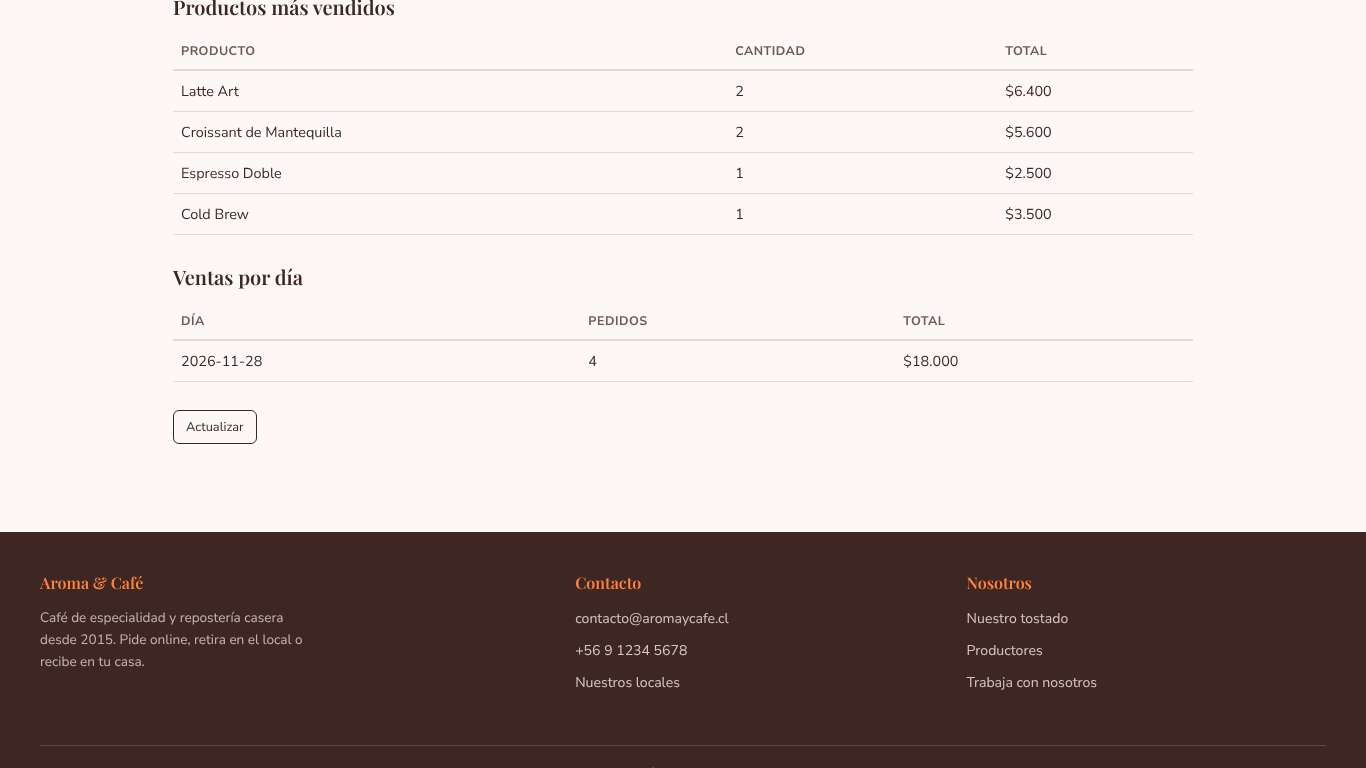 Productos más vendidos
PRODUCTO CANTIDAD TOTAL
Latte Art 2 $6.400
Croissant de Mantequilla 2 $5.600
Espresso Doble 1 $2.500
Cold Brew 1 $3.500
Ventas por día
DÍA PEDIDOS TOTAL
2026-11-28 4 $18.000
Actualizar
Aroma & Café
Café de especialidad y repostería casera
desde 2015. Pide online, retira en el local o
recibe en tu casa.
Contacto
contacto@aromaycafe.cl
+56 9 1234 5678
Nuestros locales
Nosotros
Nuestro tostado
Productores
Trabaja con nosotros